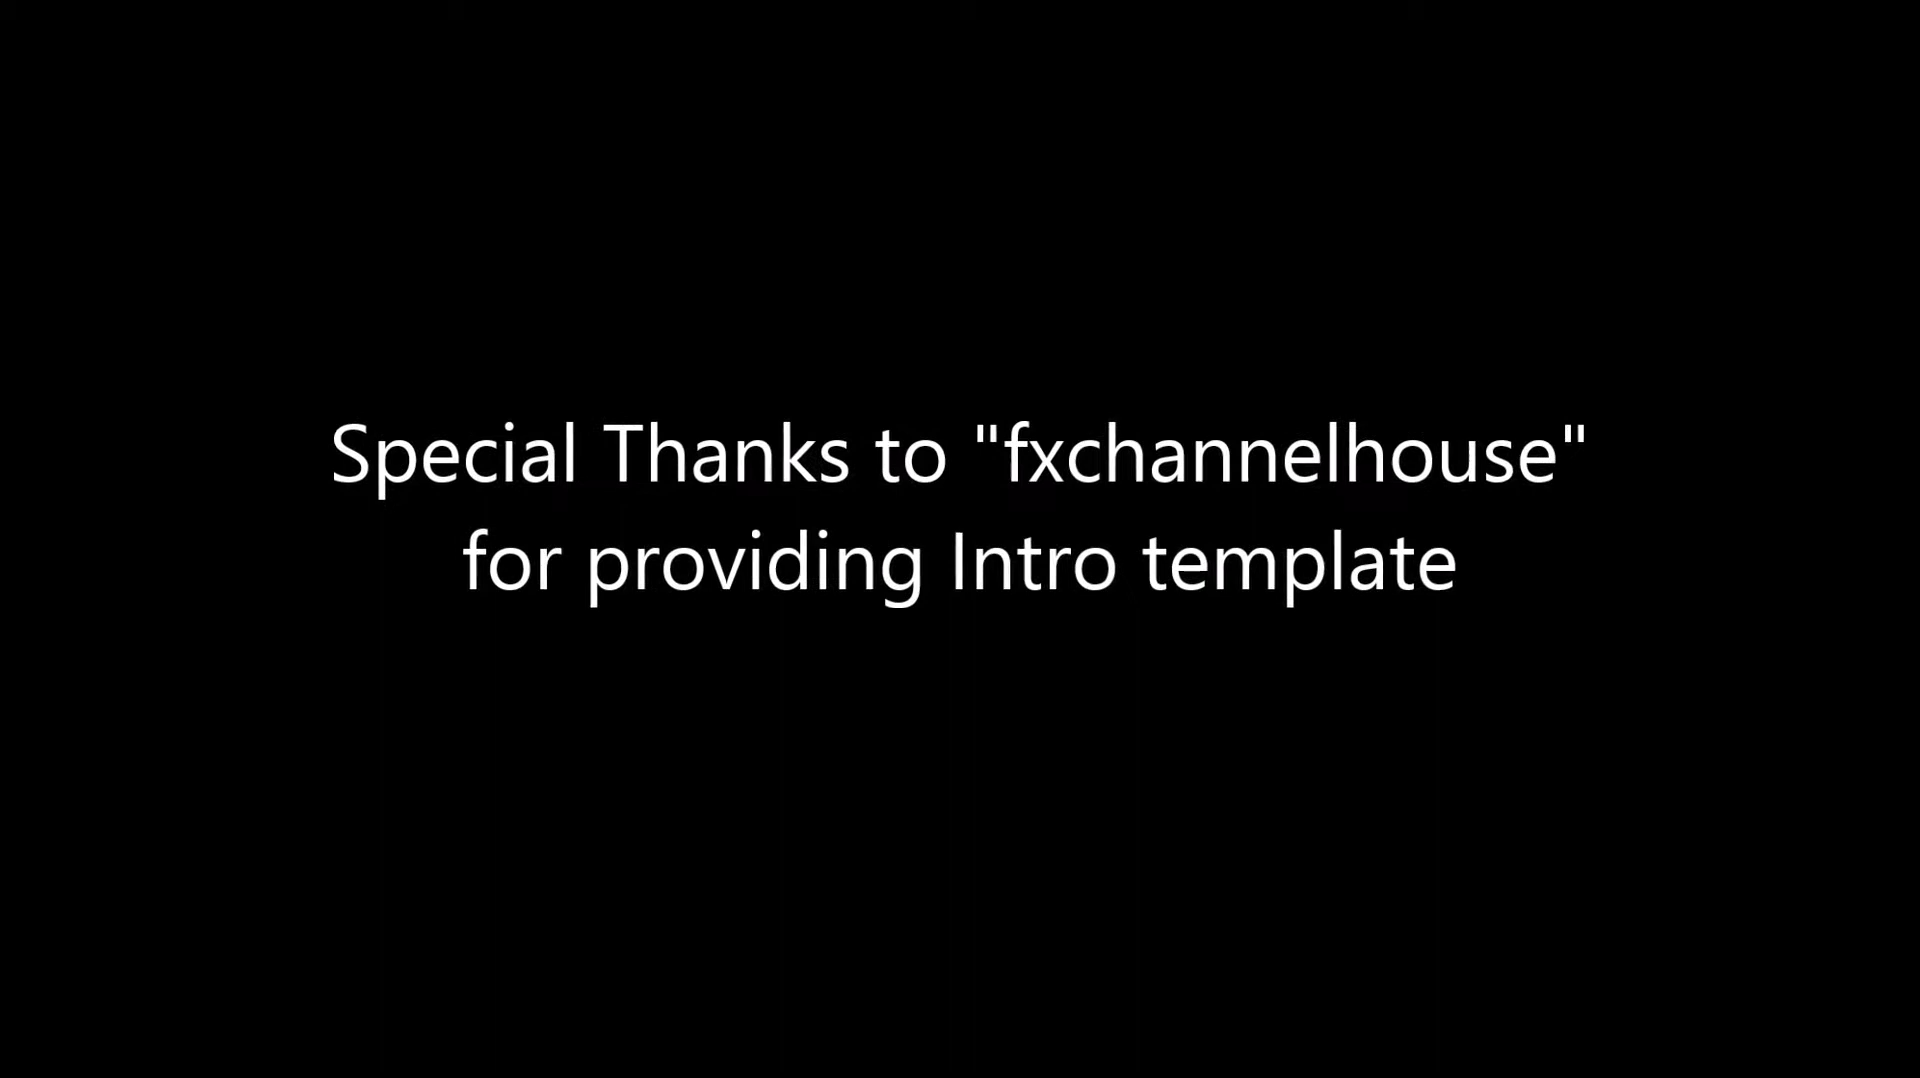 Special Thanks to "fxchannelhouse"
for providing Intro template